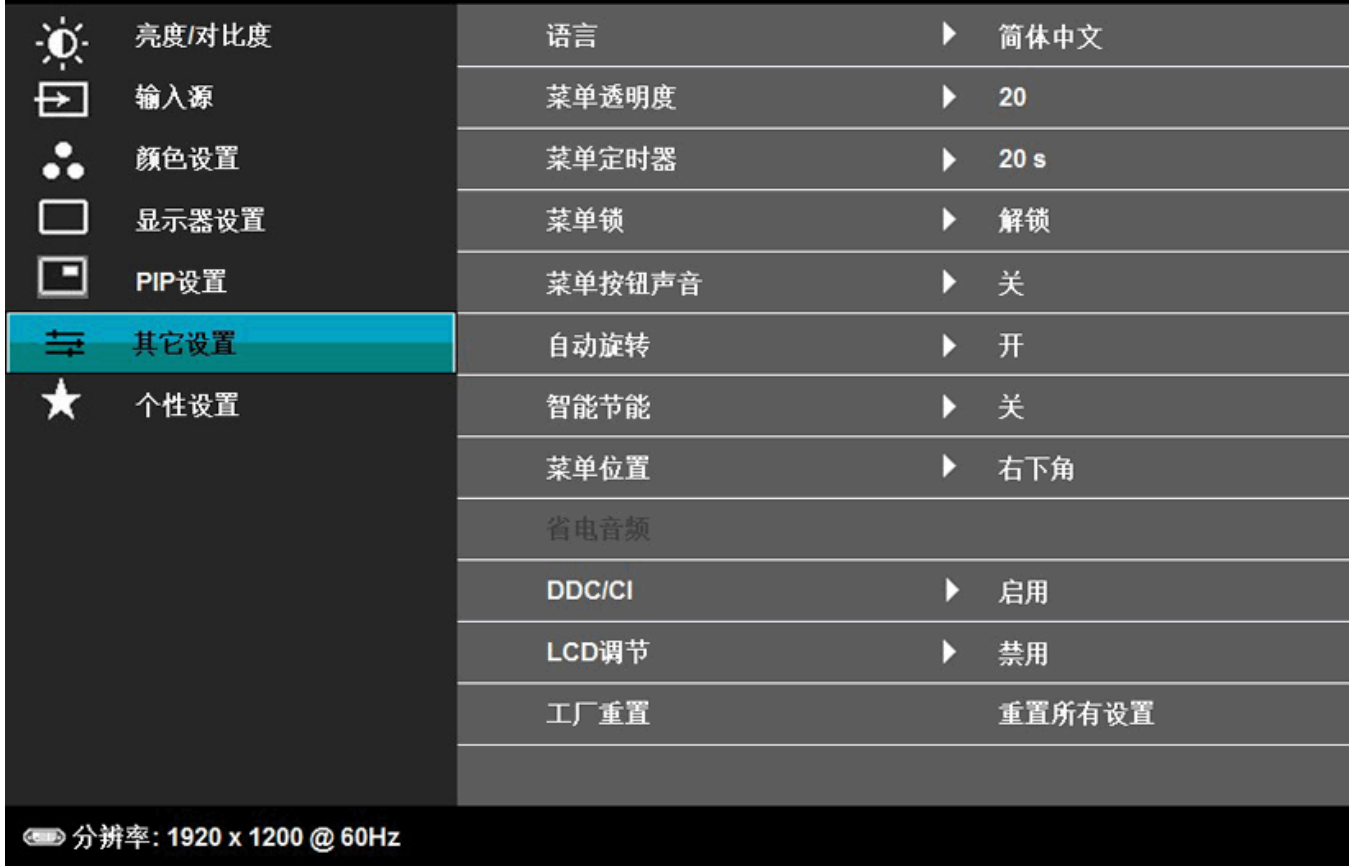 亮度/对比度
输入源
颜色设置
显示器设置
PIP设置
其它设置
个性设置
语言 简体中文
菜单透明度 20
菜单定时器 20 s
菜单锁 解锁
菜单按钮声音 关
自动旋转 开
智能节能 关
菜单位置 右下角
省电音频
DDC/CI 启用
LCD调节 禁用
工厂重置 重置所有设置
分辨率: 1920 x 1200 @ 60Hz